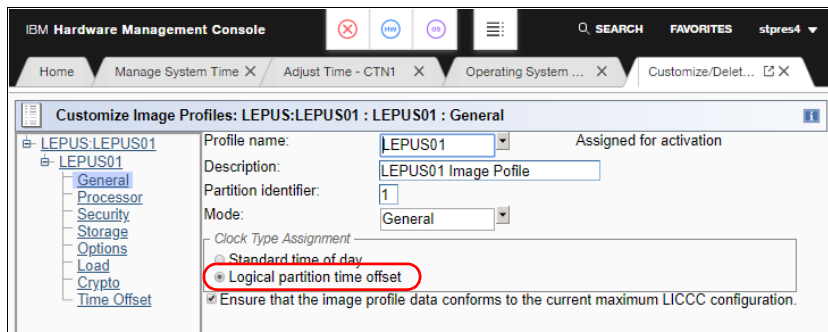 IBM Hardware Management Console HW OS SEARCH FAVORITES stpres4
Home Manage System Time X Adjust Time - CTN1 X Operating System ... X Customize/Delet... X
Customize Image Profiles: LEPUS:LEPUS01 : LEPUS01 : General i
LEPUS:LEPUS01
LEPUS01
General
Processor
Security
Storage
Options
Load
Crypto
Time Offset
Profile name: LEPUS01 Assigned for activation
Description: LEPUS01 Image Pofile
Partition identifier: 1
Mode: General
Clock Type Assignment
Standard time of day
Logical partition time offset
Ensure that the image profile data conforms to the current maximum LICCC configuration.